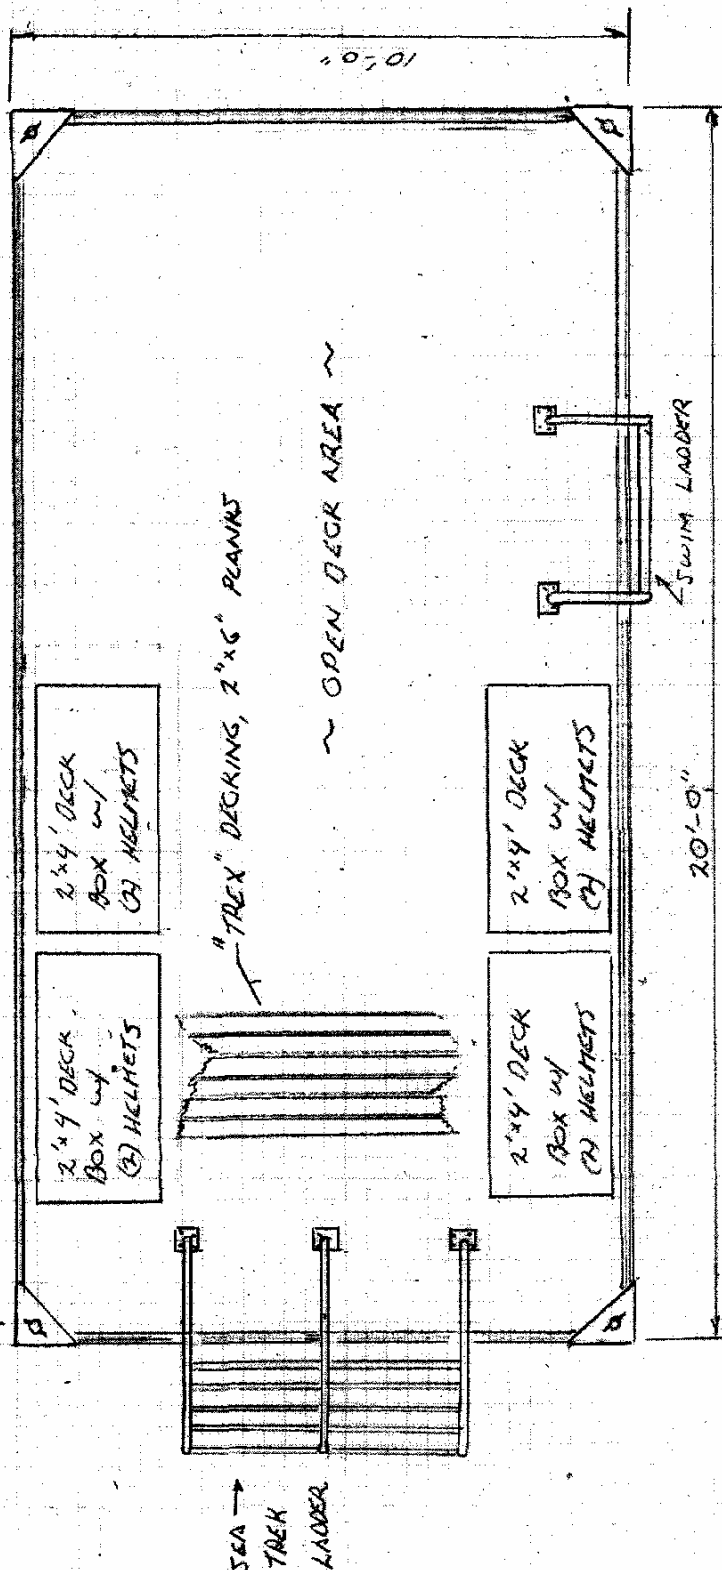 10'-0"
20'-0"
SWIM LADDER
~ OPEN DECK AREA ~
"TREX" DECKING, 2"x6" PLANKS
2'x4' DECK
BOX w/
(2) HELMETS
2'x4' DECK
BOX w/
(2) HELMETS
2'x4' DECK
BOX w/
(2) HELMETS
2'x4' DECK
BOX w/
(2) HELMETS
SEA
TREK
LADDER